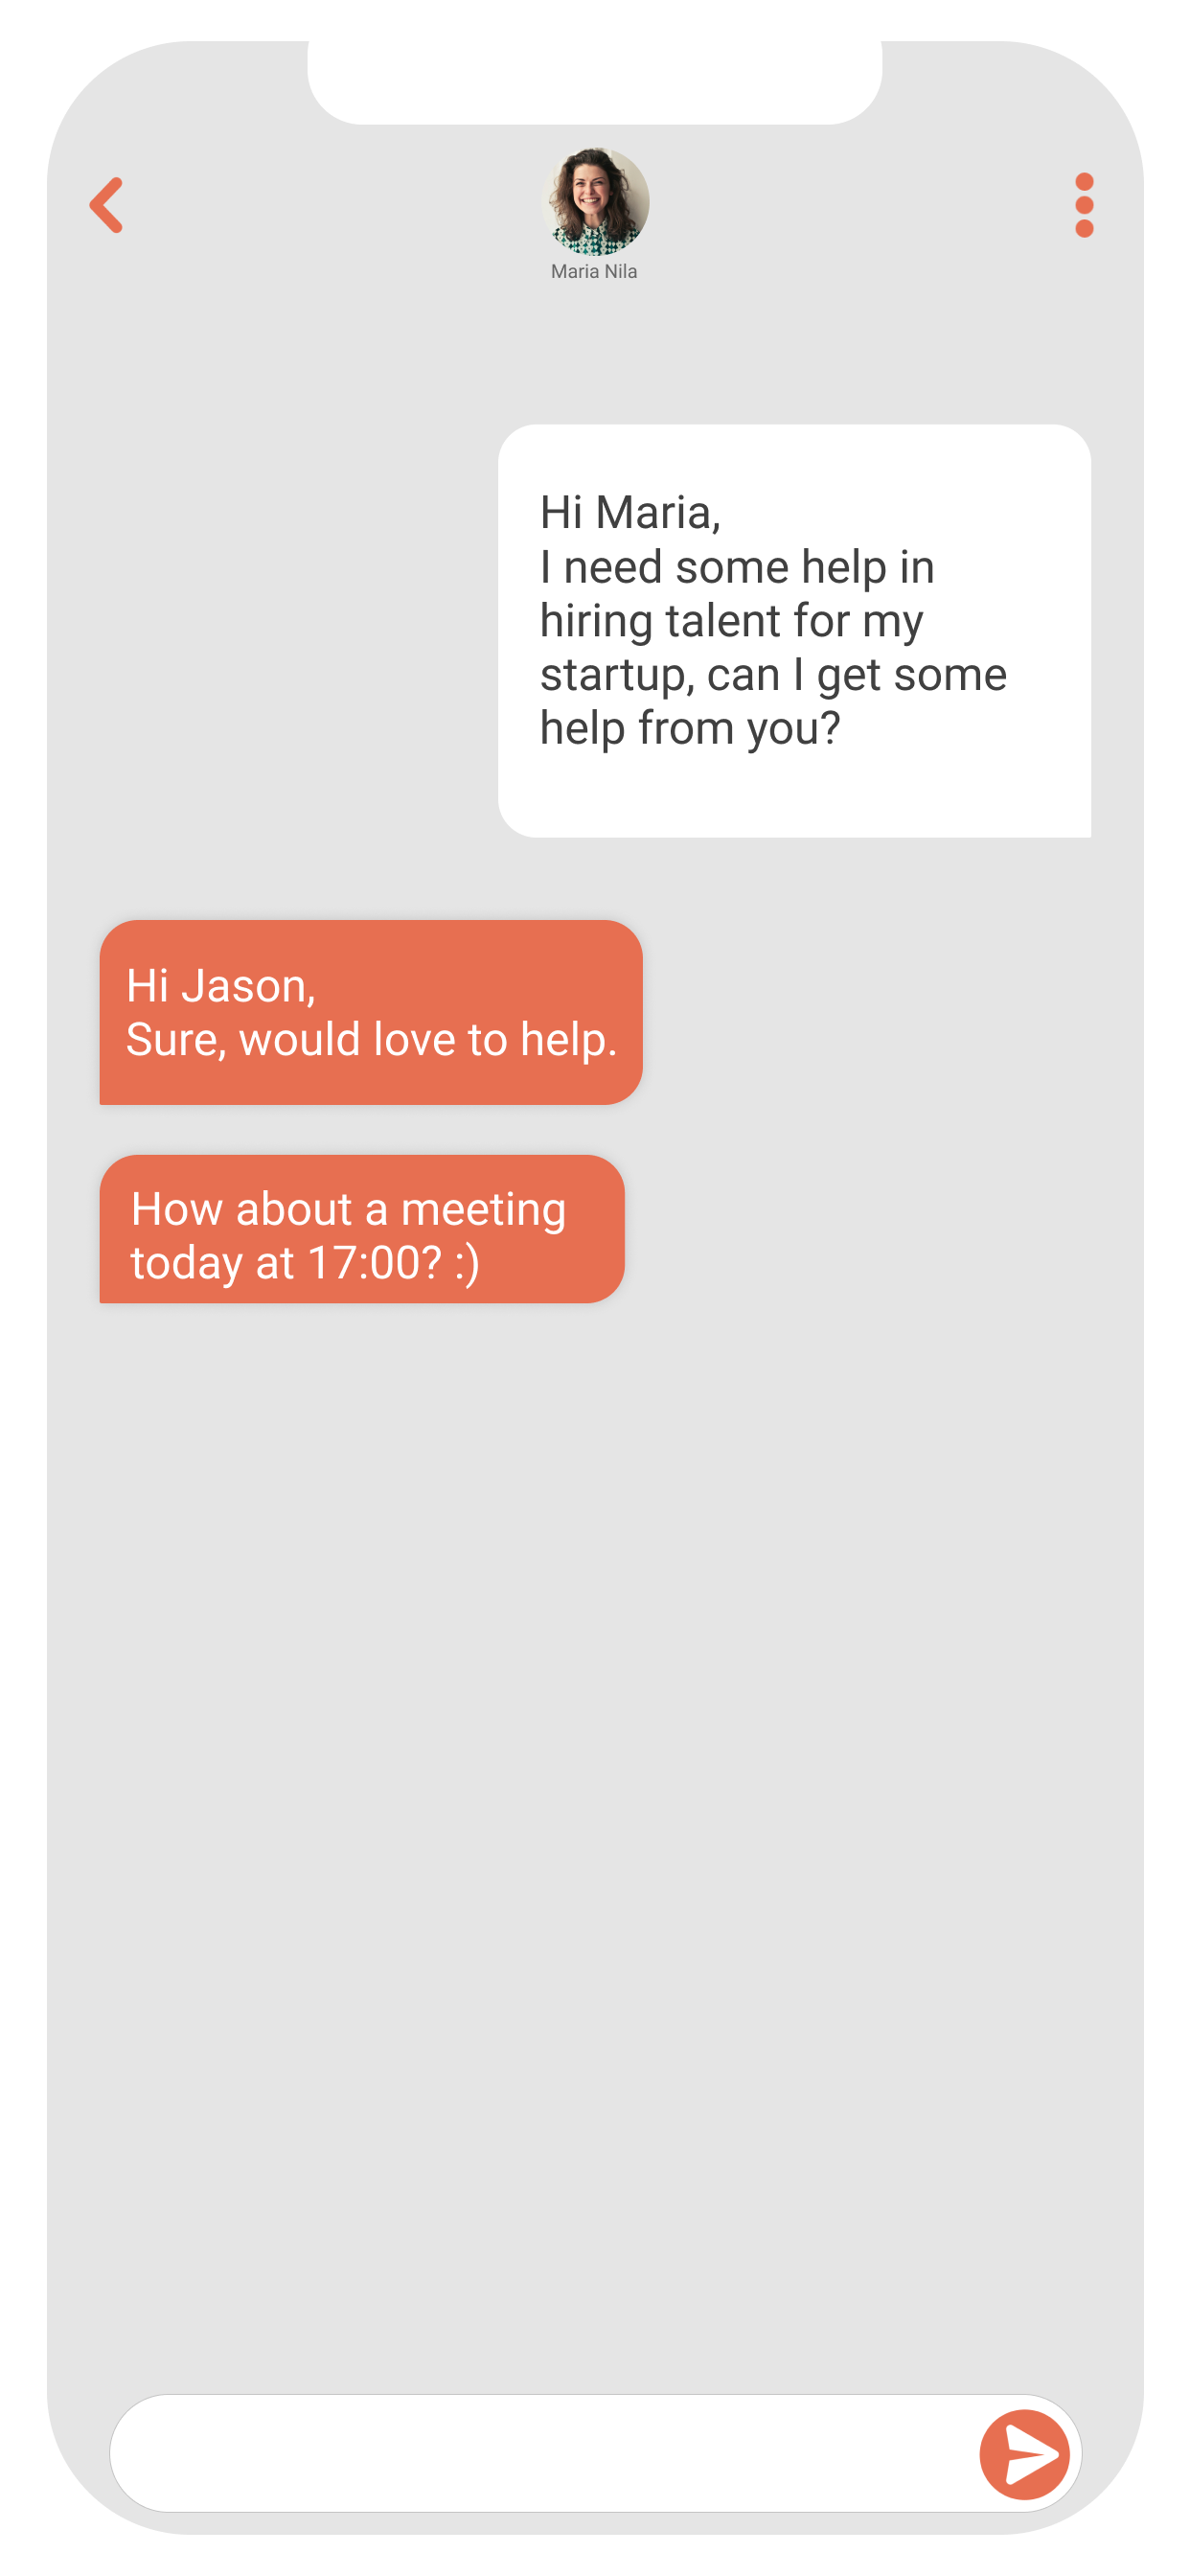 Maria Nila
Hi Maria,
I need some help in
hiring talent for my
startup, can I get some
help from you?
Hi Jason,
Sure, would love to help.
How about a meeting
today at 17:00? :)